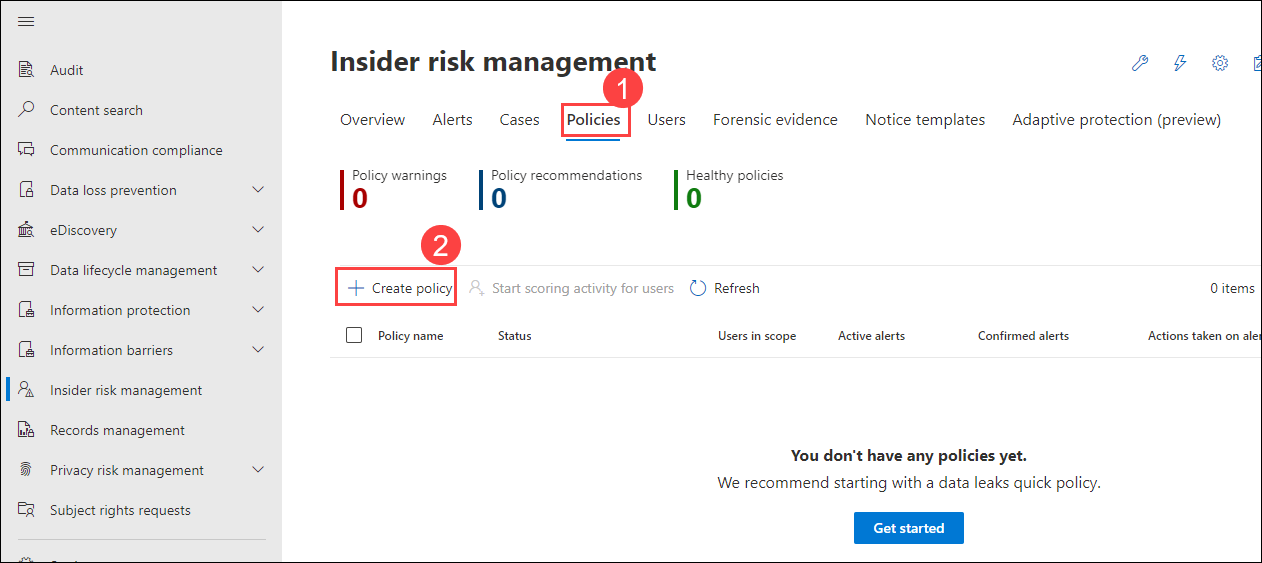 Audit
Content search
Communication compliance
Data loss prevention
eDiscovery
Data lifecycle management
Information protection
Information barriers
Insider risk management
Records management
Privacy risk management
Subject rights requests
Insider risk management
1
Overview Alerts Cases Policies Users Forensic evidence Notice templates Adaptive protection (preview)
Policy warnings Policy recommendations Healthy policies
0 0 0
2
Create policy Start scoring activity for users Refresh 0 items
Policy name Status Users in scope Active alerts Confirmed alerts Actions taken on aler
You don't have any policies yet.
We recommend starting with a data leaks quick policy.
Get started